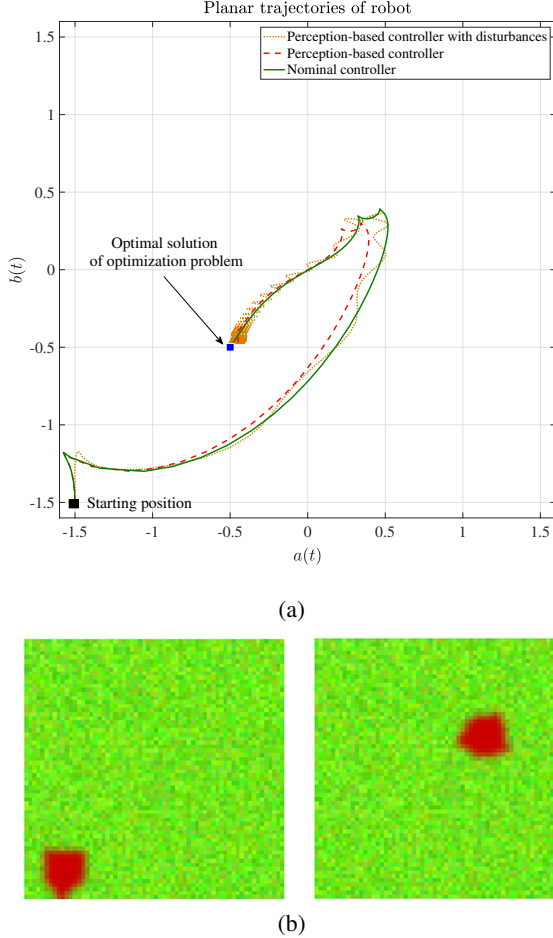 Planar trajectories of robot
Perception-based controller with disturbances
Perception-based controller
Nominal controller
1.5
1
0.5
0
-0.5
-1
-1.5
b(t)
Optimal solution
of optimization problem
Starting position
-1.5 -1 -0.5 0 0.5 1 1.5
a(t)
(a)
(b)